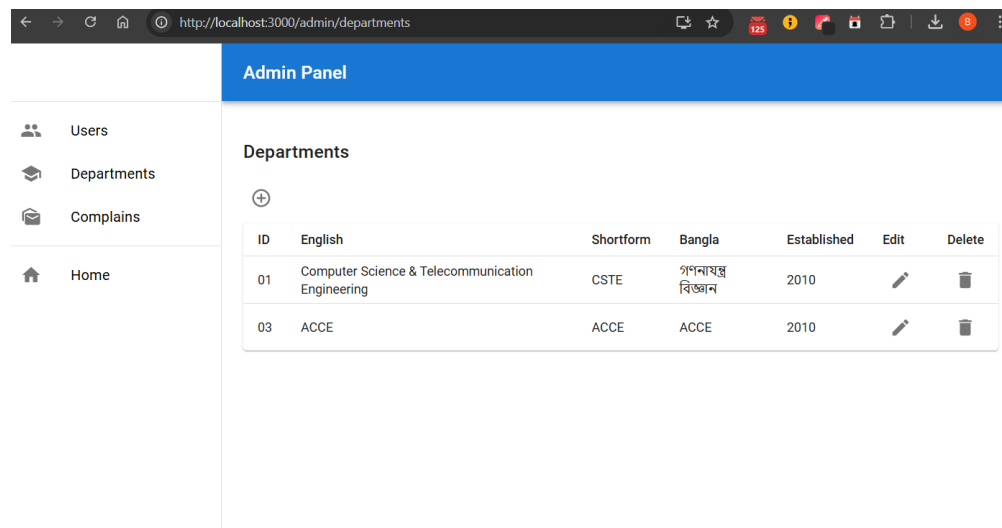 http://localhost:3000/admin/departments
125
B
Admin Panel
Users
Departments
Complains
Home
Departments
ID English Shortform Bangla Established Edit Delete
01 Computer Science & Telecommunication CSTE গণনাযন্ত্র 2010
Engineering বিজ্ঞান
03 ACCE ACCE ACCE 2010